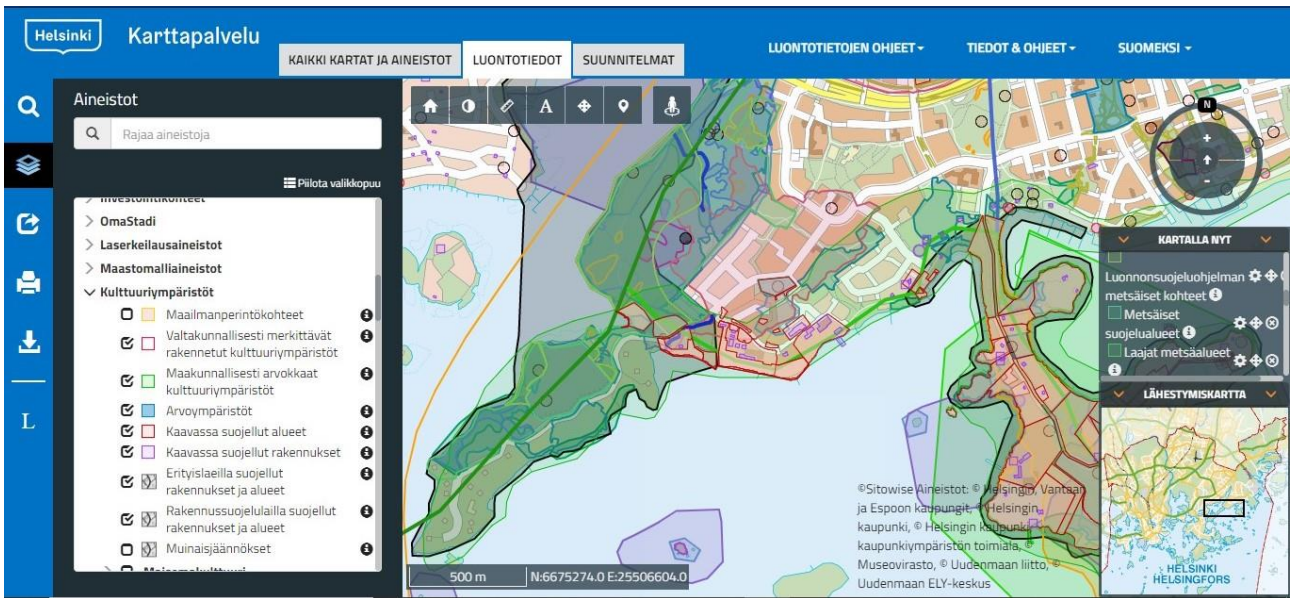 Helsinki
Karttapalvelu
KAIKKI KARTAT JA AINEISTOT
LUONTOTIEDOT
SUUNNITELMAT
LUONTOTIETOJEN OHJEET
TIEDOT & OHJEET
SUOMEKSI
Aineistot
Rajaa aineistoja
Piilota valikkopuu
Investointikohteet
OmaStadi
Laserkeilausaineistot
Maastomalliaineistot
Kulttuuriympäristöt
Maailmanperintökohteet
Valtakunnallisesti merkittävät
rakennetut kulttuuriympäristöt
Maakunnallisesti arvokkaat
kulttuuriympäristöt
Arvoympäristöt
Kaavassa suojellut alueet
Kaavassa suojellut rakennukset
Erityislaeilla suojellut
rakennukset ja alueet
Rakennussuojelulailla suojellut
rakennukset ja alueet
Muinaisjäännökset
Maisemakulttuuri
L
A
N
KARTALLA NYT
Luonnonsuojeluohjelman
metsäiset kohteet
Metsäiset
suojelualueet
Laajat metsäalueet
LÄHESTYMISKARTTA
HELSINKI
HELSINGFORS
©Sitowise Aineistot: © Helsingin, Vantaan
ja Espoon kaupungit, © Helsingin
kaupunki, © Helsingin kaupunki,
kaupunkiympäristön toimiala, ©
Museovirasto, © Uudenmaan liitto, ©
Uudenmaan ELY-keskus
500 m
N:6675274.0 E:25506604.0